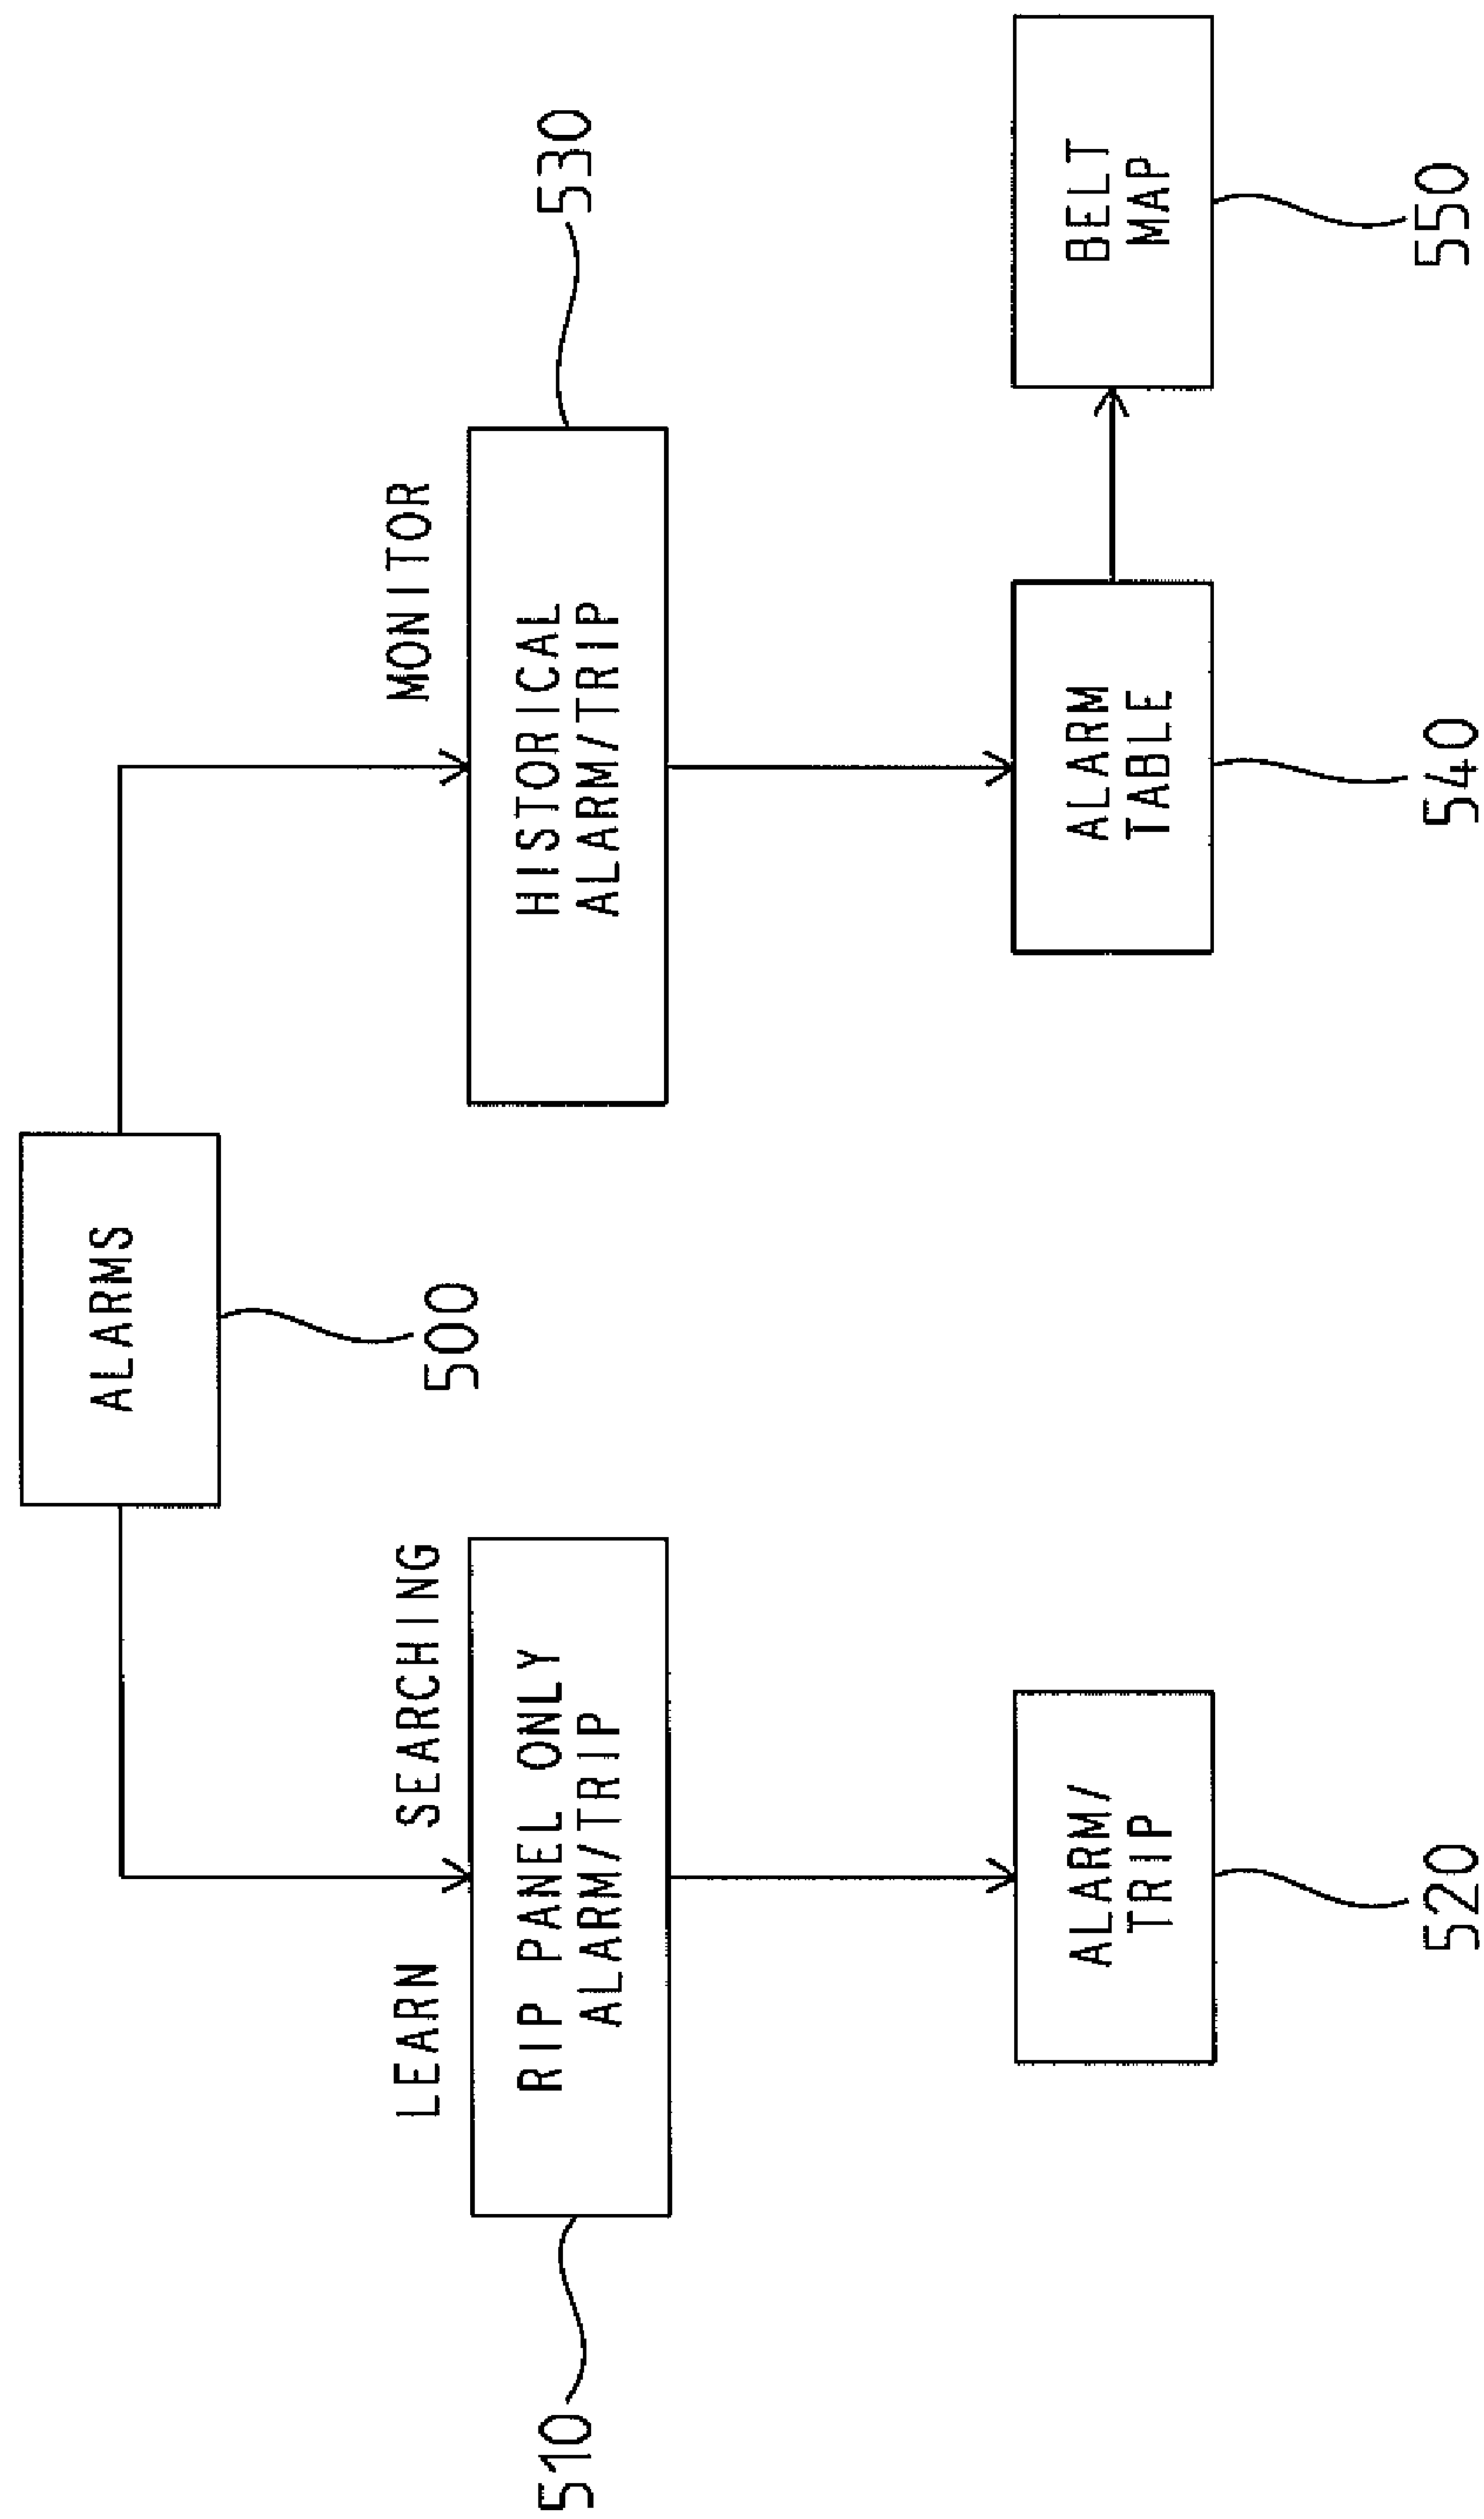 ALARMS
500
LEARN
SEARCHING
MONITOR
510
RIP PANEL ONLY
ALARM/TRIP
HISTORICAL
ALARM/TRIP
530
ALARM/
TRIP
ALARM
TABLE
BELT
MAP
520
540
550